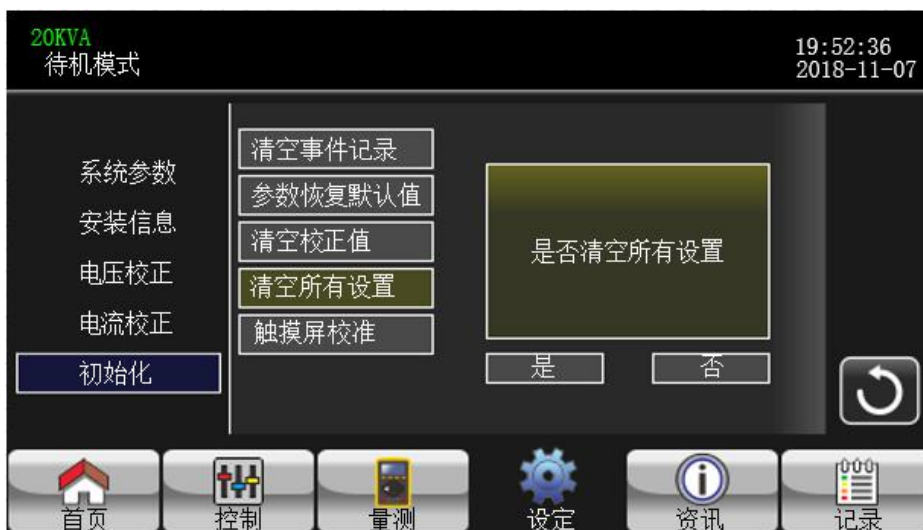 20KVA
待机模式
19:52:36
2018-11-07
系统参数
安装信息
电压校正
电流校正
初始化
清空事件记录
参数恢复默认值
清空校正值
清空所有设置
触摸屏校准
是否清空所有设置
是
否
首页
控制
量测
设定
资讯
记录